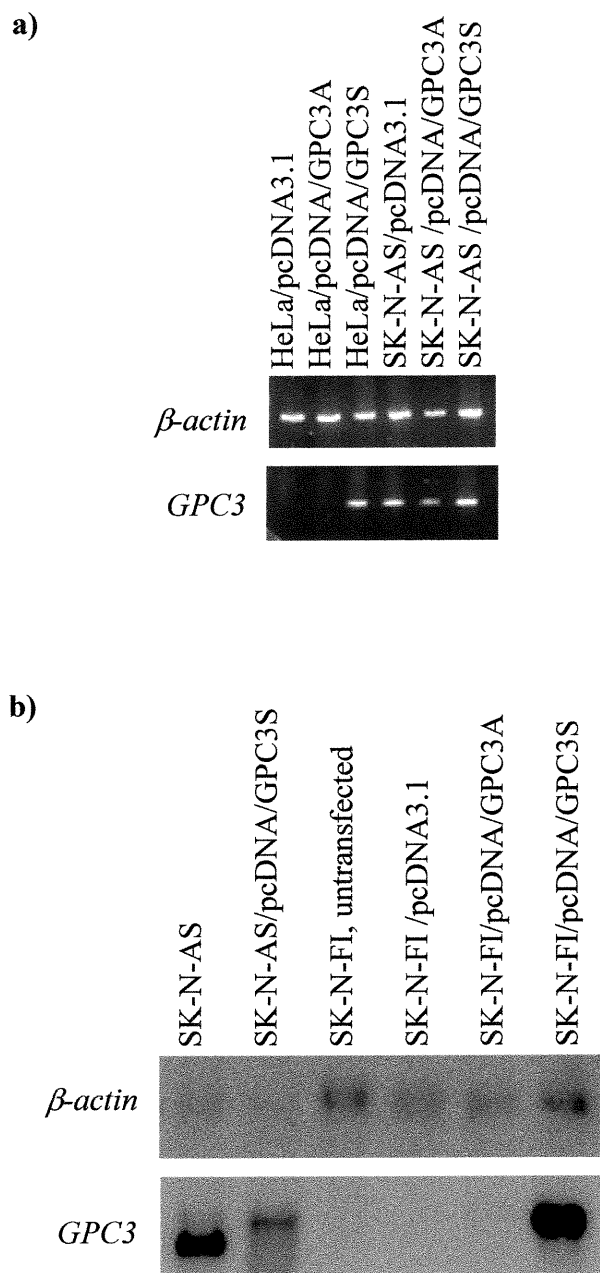 a)
HeLa/pcDNA3.1
HeLa/pcDNA/GPC3A
HeLa/pcDNA/GPC3S
SK-N-AS/pcDNA3.1
SK-N-AS /pcDNA/GPC3A
SK-N-AS /pcDNA/GPC3S
β-actin
GPC3
b)
SK-N-AS
SK-N-AS/pcDNA/GPC3S
SK-N-FI, untransfected
SK-N-FI /pcDNA3.1
SK-N-FI/pcDNA/GPC3A
SK-N-FI/pcDNA/GPC3S
β-actin
GPC3